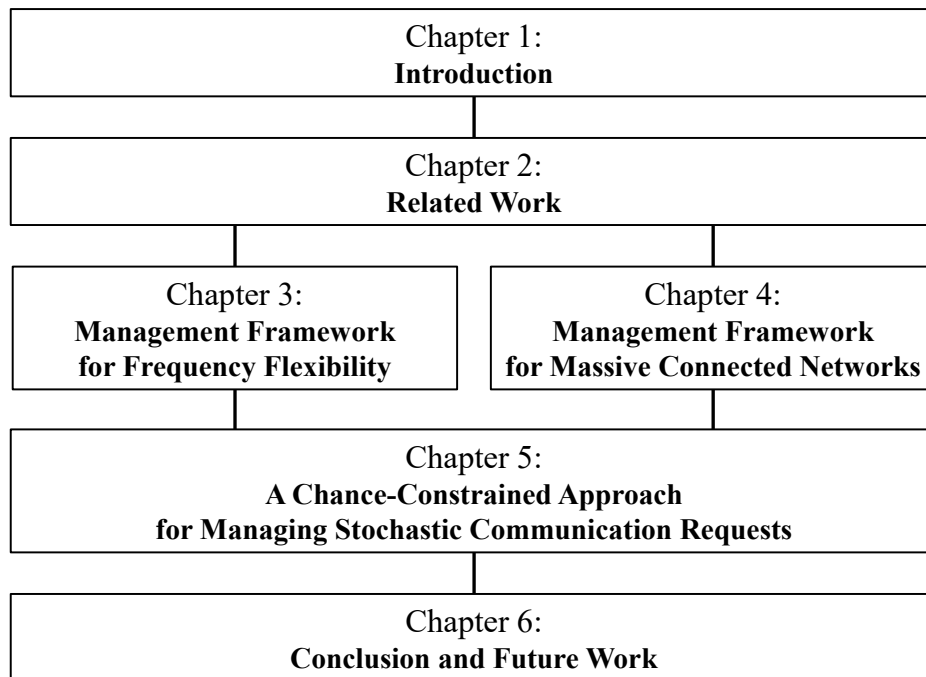 Chapter 1:
Introduction
Chapter 2:
Related Work
Chapter 3:
Management Framework
for Frequency Flexibility
Chapter 4:
Management Framework
for Massive Connected Networks
Chapter 5:
A Chance-Constrained Approach
for Managing Stochastic Communication Requests
Chapter 6:
Conclusion and Future Work